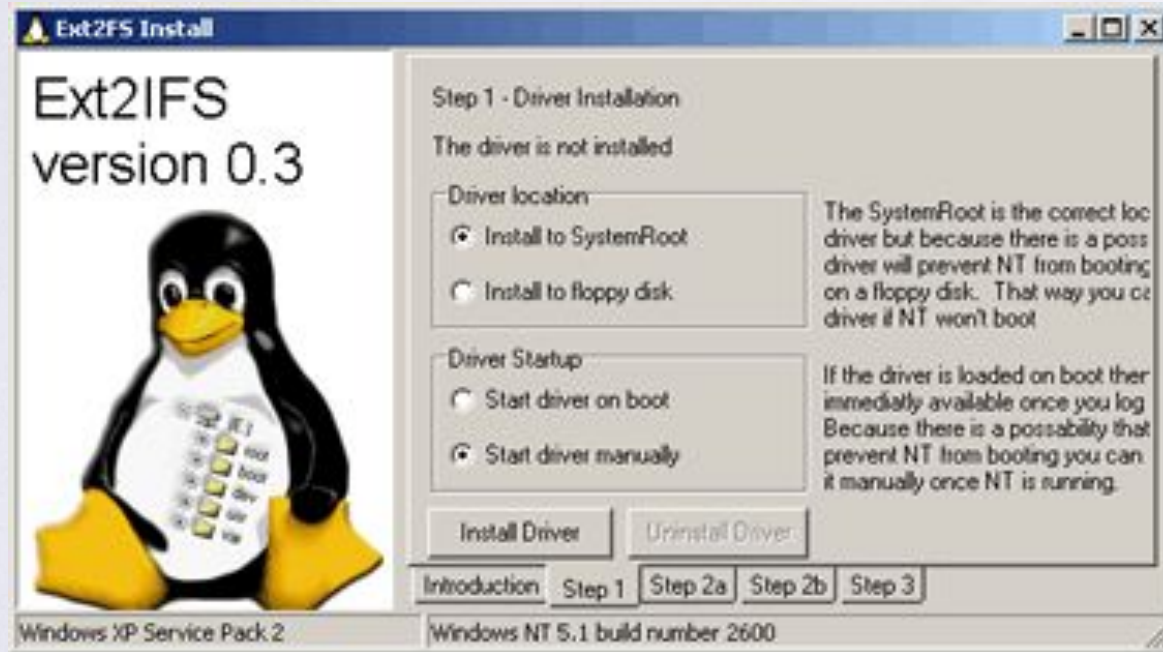 Ext2FS Install
Ext2IFS
version 0.3
Step 1 - Driver Installation
The driver is not installed
Driver location
Install to SystemRoot
Install to floppy disk
The SystemRoot is the correct loc
driver but because there is a poss
driver will prevent NT from booting
on a floppy disk. That way you ca
driver if NT won't boot
Driver Startup
Start driver on boot
Start driver manually
If the driver is loaded on boot ther
immediatly available once you log
Because there is a possability that
prevent NT from booting you can
it manually once NT is running.
Install Driver
Uninstall Driver
root
boot
dev
var
Introduction
Step 1
Step 2a
Step 2b
Step 3
Windows XP Service Pack 2
Windows NT 5.1 build number 2600